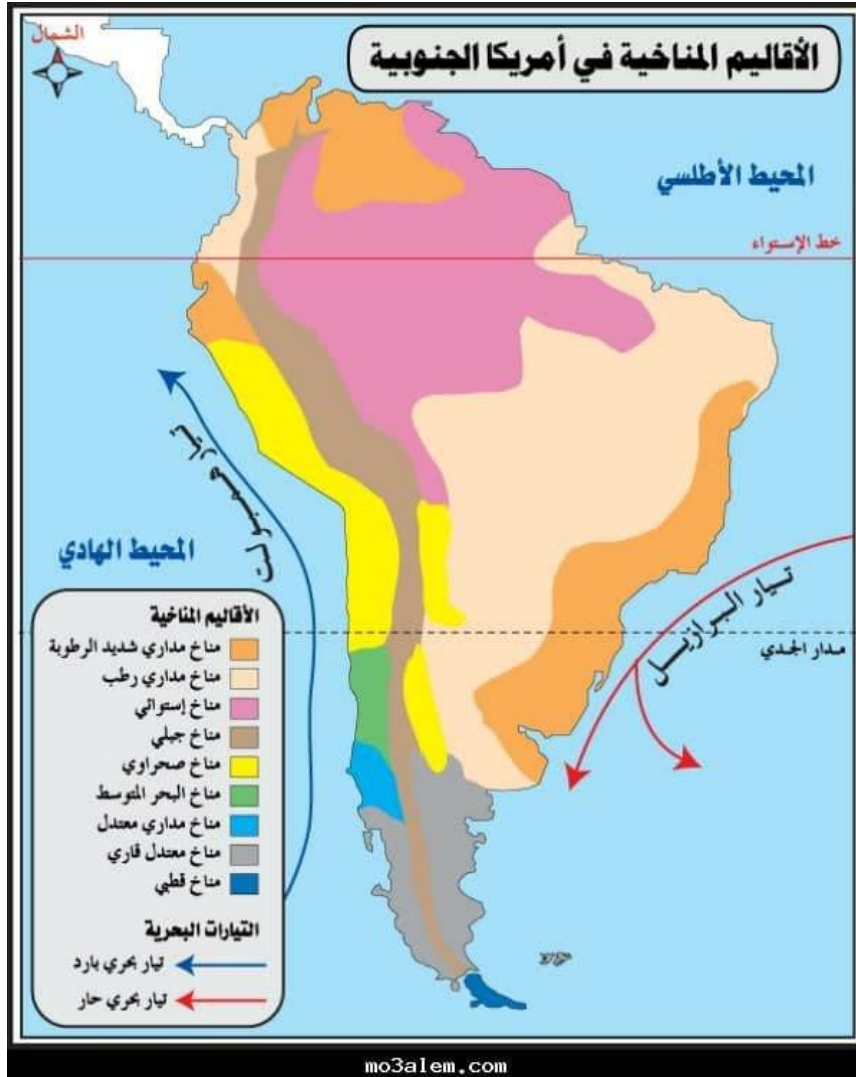 الشمال
الأقاليم المناخية في أمريكا الجنوبية
المحيط الأطلسي
خط الإستواء
تيار همبولت
المحيط الهادي
تيار البرازيل
مدار الجدي
الأقاليم المناخية
مناخ مداري شديد الرطوبة
مناخ مداري رطب
مناخ إستوائي
مناخ جبلي
مناخ صحراوي
مناخ البحر المتوسط
مناخ مداري معتدل
مناخ معتدل قاري
مناخ قطبي
التيارات البحرية
تيار بحري بارد
تيار بحري حار
mo3alem.com